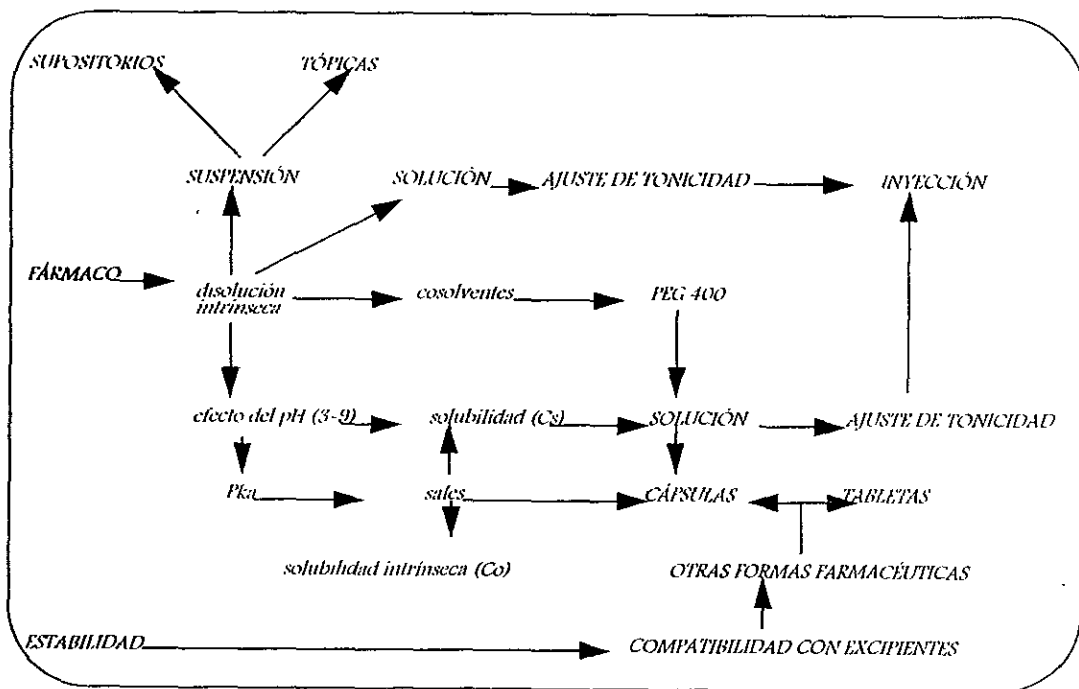 SUPOSITORIOS
TÓPICAS
SUSPENSIÓN
SOLUCIÓN
AJUSTE DE TONICIDAD
INYECCIÓN
FÁRMACO
disolución
intrínseca
cosolventes
PEG 400
efecto del pH (3-9)
solubilidad (Cs)
SOLUCIÓN
AJUSTE DE TONICIDAD
Pka
sales
CÁPSULAS
TABLETAS
solubilidad intrínseca (Co)
OTRAS FORMAS FARMACÉUTICAS
ESTABILIDAD
COMPATIBILIDAD CON EXCIPIENTES